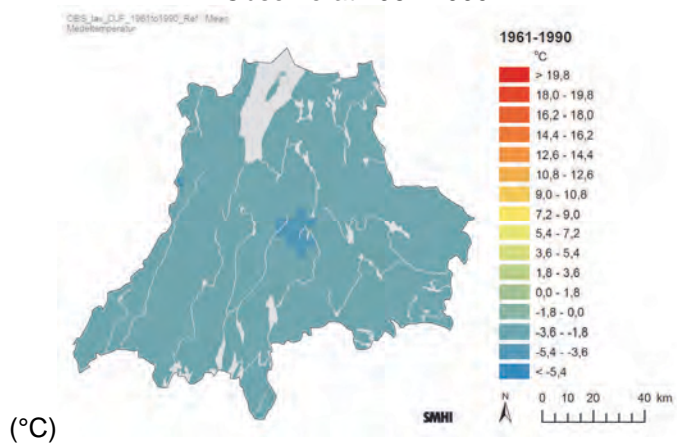 OBS_lav_DJF_1961to1990_Ref Mean
Medeltemperatur
1961-1990
°C
> 19,8
18,0 - 19,8
16,2 - 18,0
14,4 - 16,2
12,6 - 14,4
10,8 - 12,6
9,0 - 10,8
7,2 - 9,0
5,4 - 7,2
3,6 - 5,4
1,8 - 3,6
0,0 - 1,8
-1,8 - 0,0
-3,6 - -1,8
-5,4 - -3,6
< -5,4
N
0 10 20 40 km
SMHI
(°C)